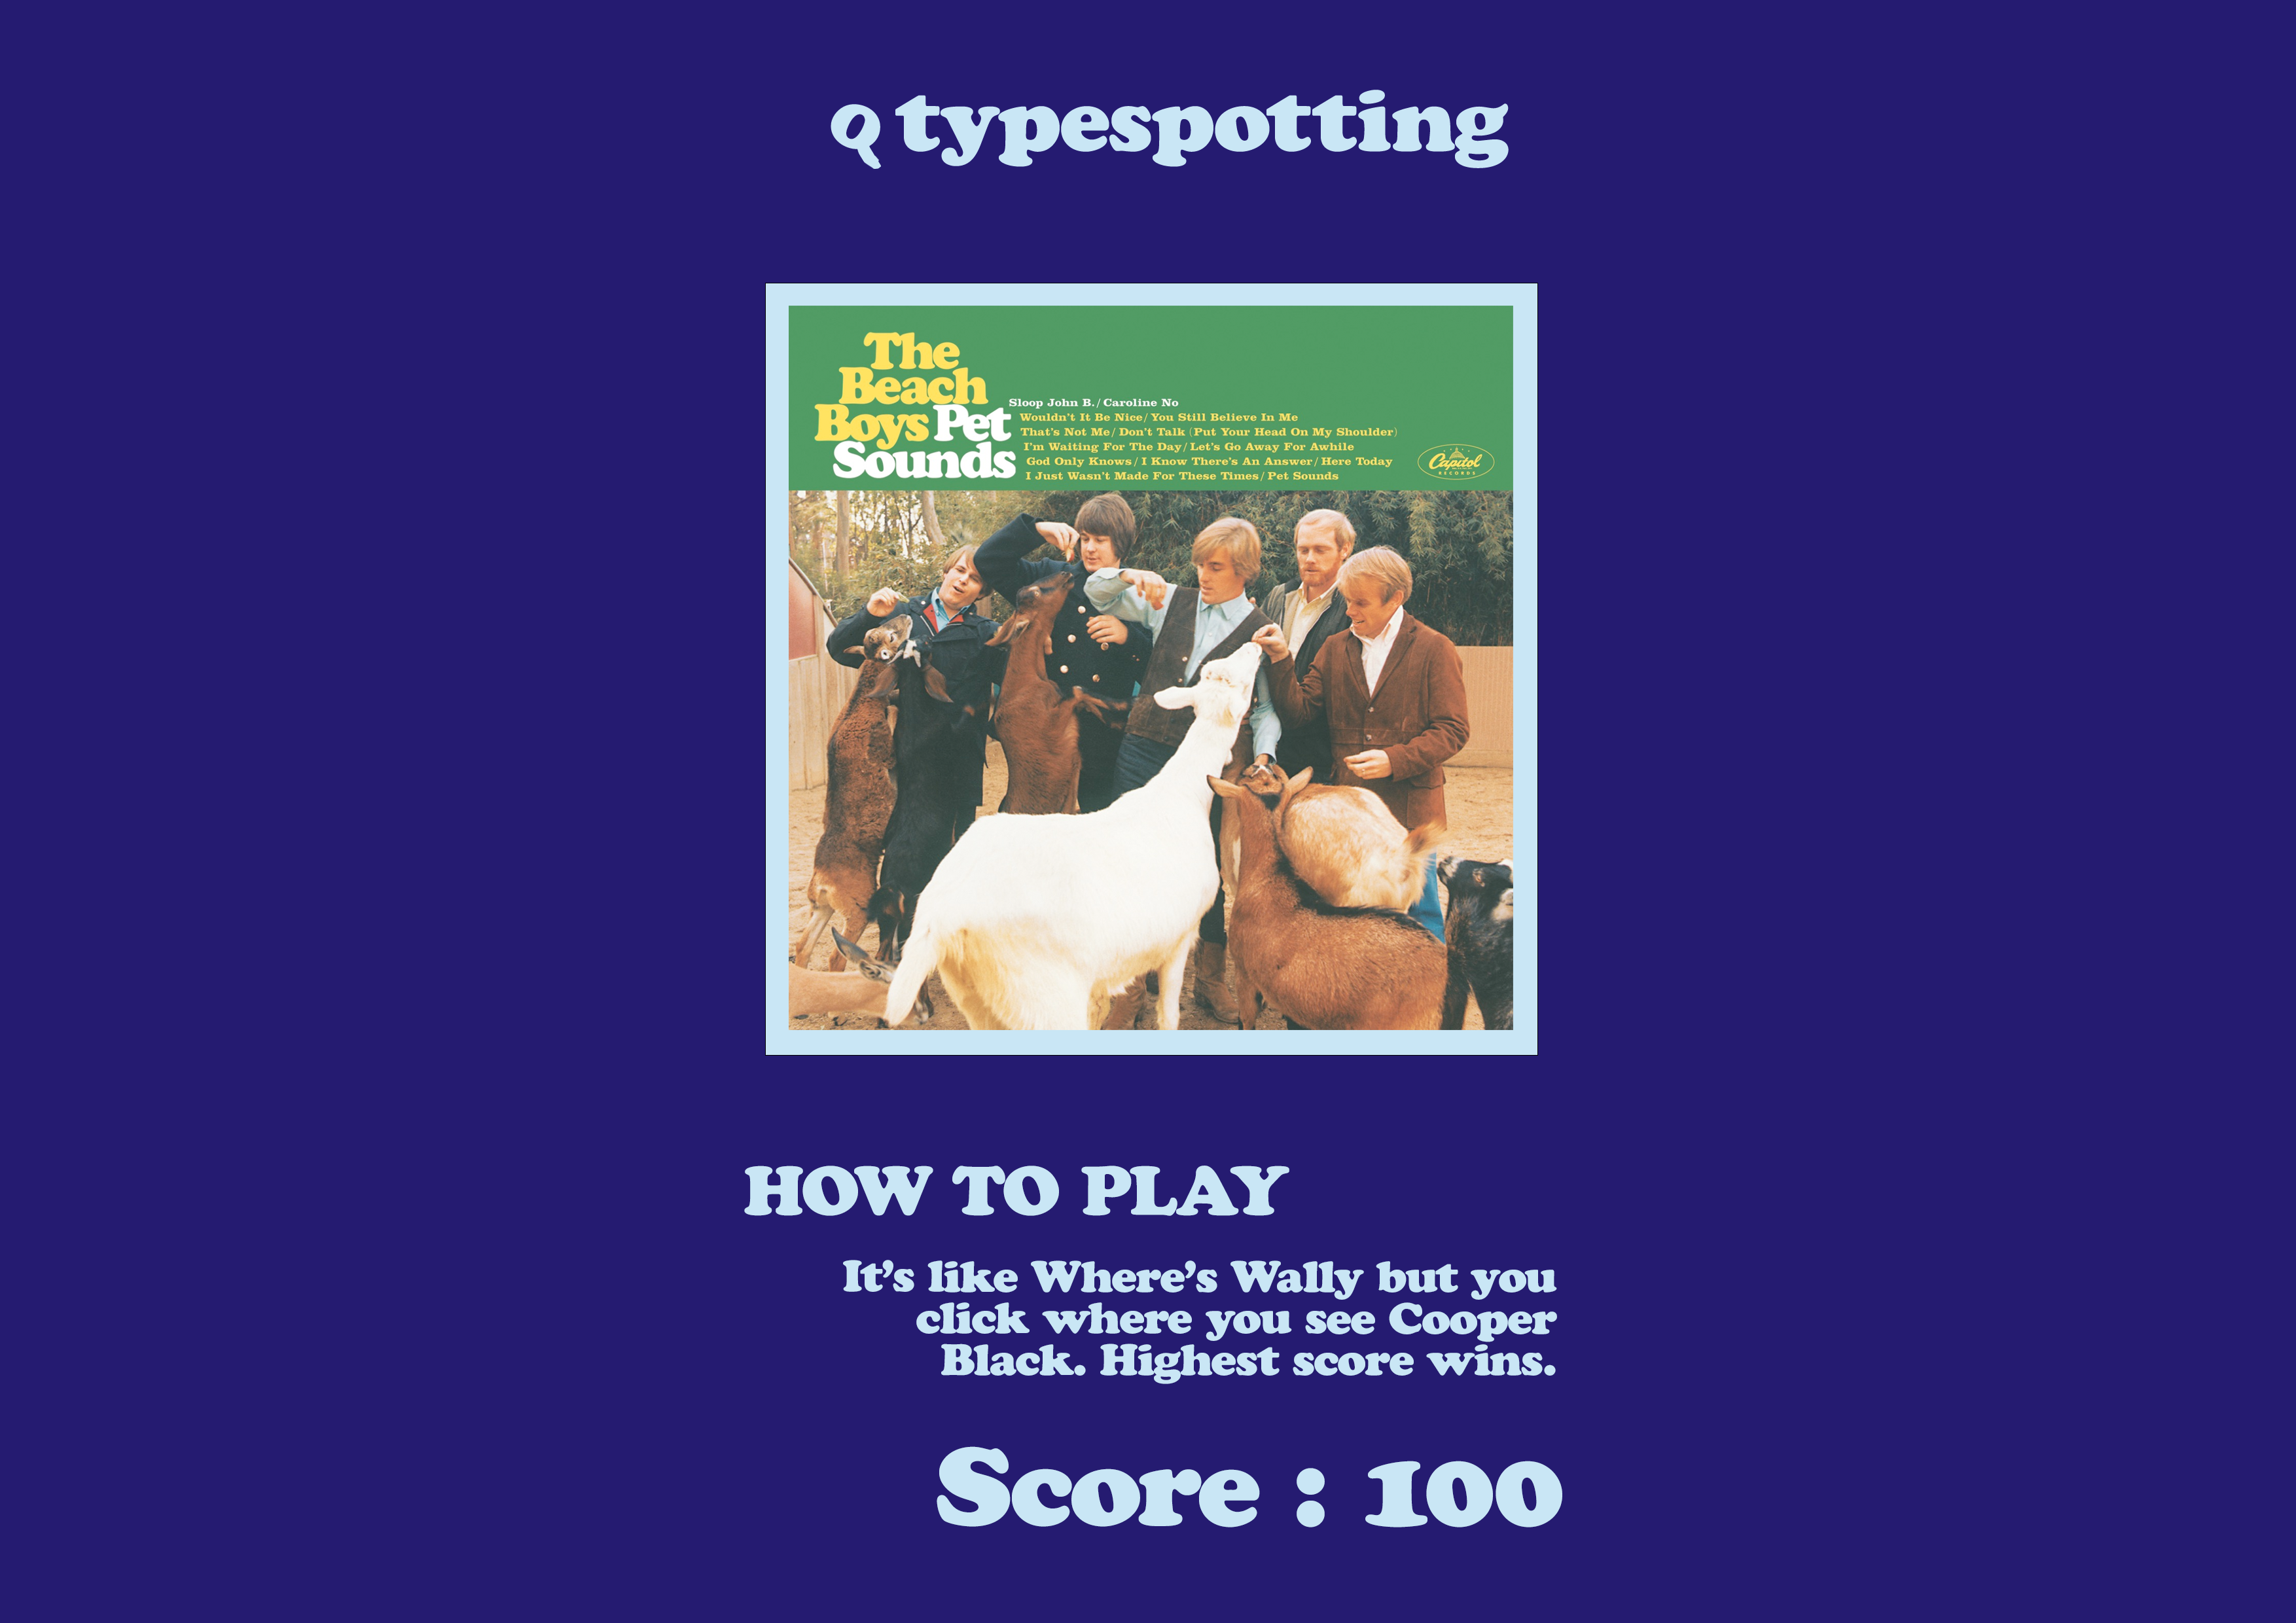 Q typespotting
The
Beach
Boys Pet
Sounds
Sloop John B. / Caroline No
Wouldn't It Be Nice / You Still Believe In Me
That's Not Me / Don't Talk (Put Your Head On My Shoulder)
I'm Waiting For The Day / Let's Go Away For Awhile
God Only Knows / I Know There's An Answer / Here Today
I Just Wasn't Made For These Times / Pet Sounds
Capitol
RECORDS
HOW TO PLAY
It's like Where's Wally but you
click where you see Cooper
Black. Highest score wins.
Score : 100